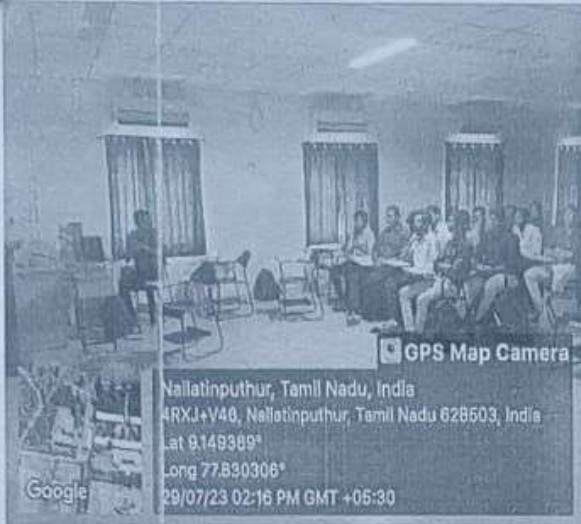 GPS Map Camera
Nallatinputhur, Tamil Nadu, India
4RXJ+V46, Nallatinputhur, Tamil Nadu 628503, India
Lat 9.149389°
Long 77.830306°
29/07/23 02:16 PM GMT +05:30
Google